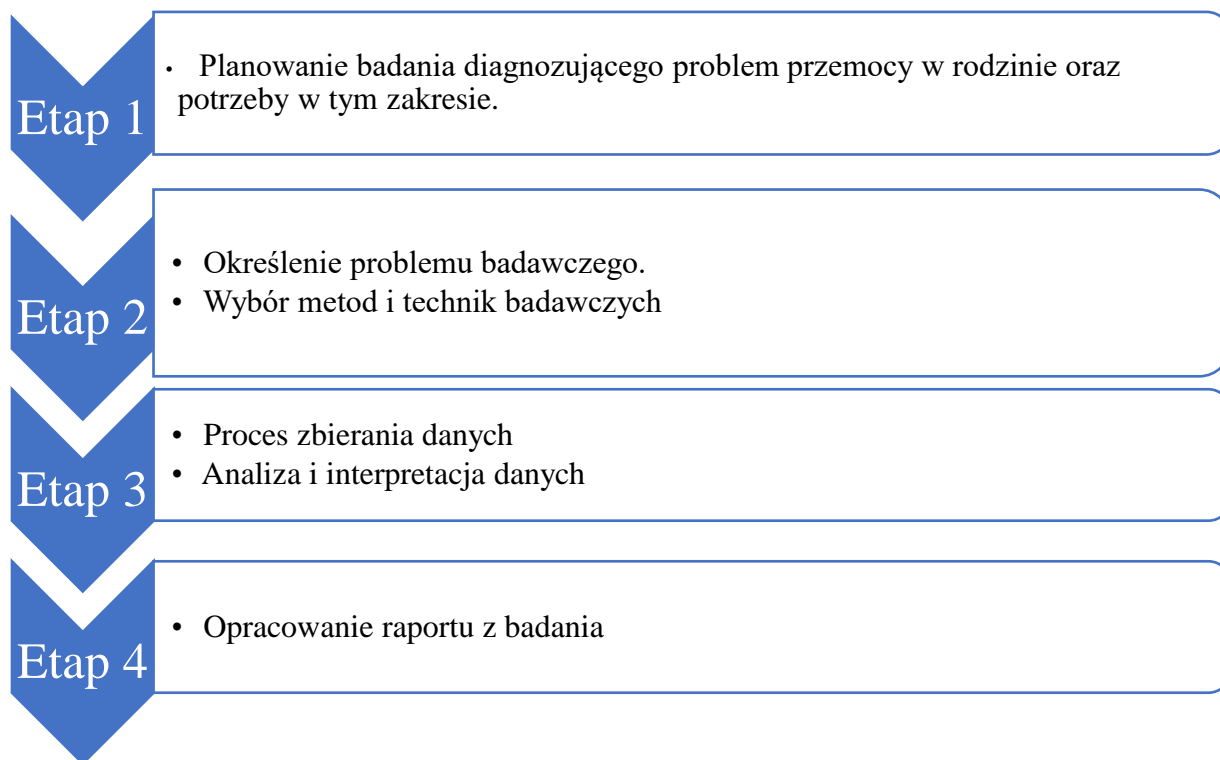 Etap 1
• Planowanie badania diagnozującego problem przemocy w rodzinie oraz
potrzeby w tym zakresie.
Etap 2
• Określenie problemu badawczego.
• Wybór metod i technik badawczych
Etap 3
• Proces zbierania danych
• Analiza i interpretacja danych
Etap 4
• Opracowanie raportu z badania